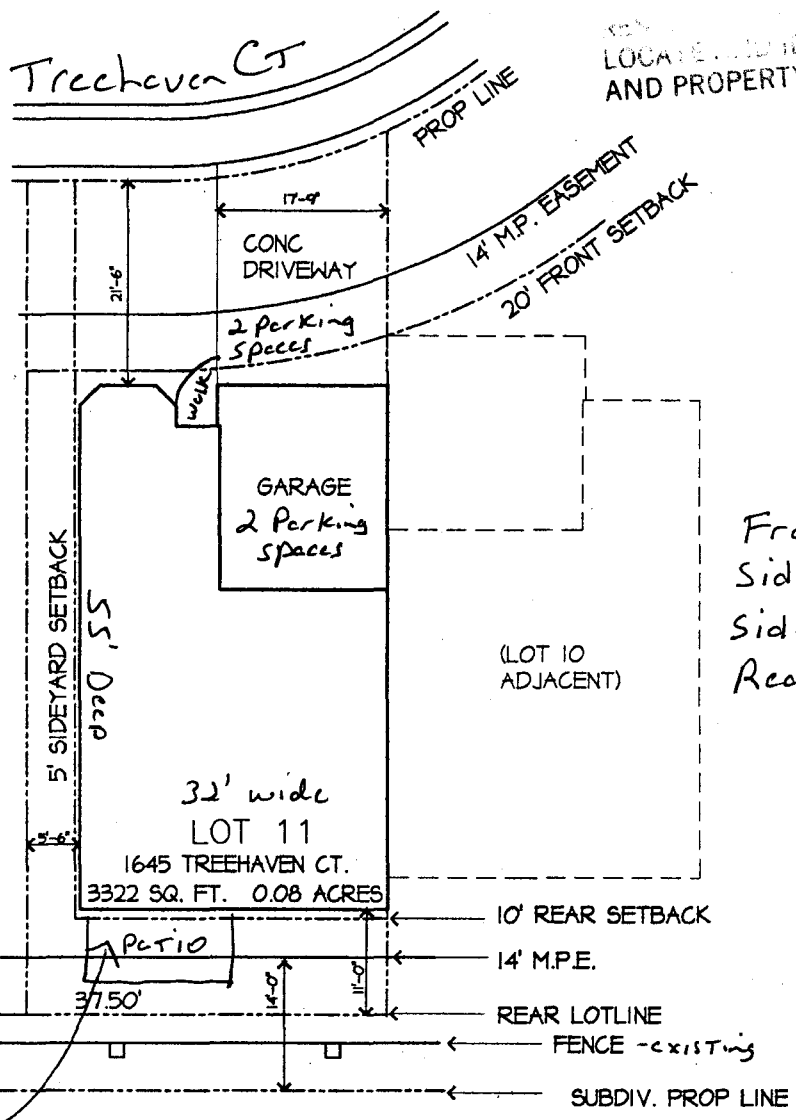 Treehaven CT
AND PROPERTY
PROP LINE
14' M.P. EASEMENT
20' FRONT SETBACK
17'-9"
21'-6"
CONC
DRIVEWAY
2 Parking
spaces
walk
GARAGE
2 Parking
spaces
5' SIDEYARD SETBACK
55' Deep
(LOT 10
ADJACENT)
Sid
Sid
32' wide
LOT 11
1645 TREEHAVEN CT.
3322 SQ. FT. 0.08 ACRES
5'-6"
Patio
37.50'
14'-0"
11'-0"
10' REAR SETBACK
14' M.P.E.
REAR LOTLINE
FENCE -existing
SUBDIV. PROP LINE